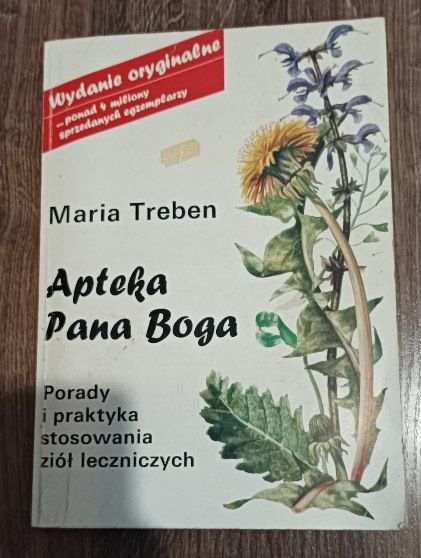 Wydanie oryginalne
...ponad 4 miliony
sprzedanych egzemplarzy
Maria Treben
Apteka
Pana Boga
Porady
i praktyka
stosowania
ziół leczniczych